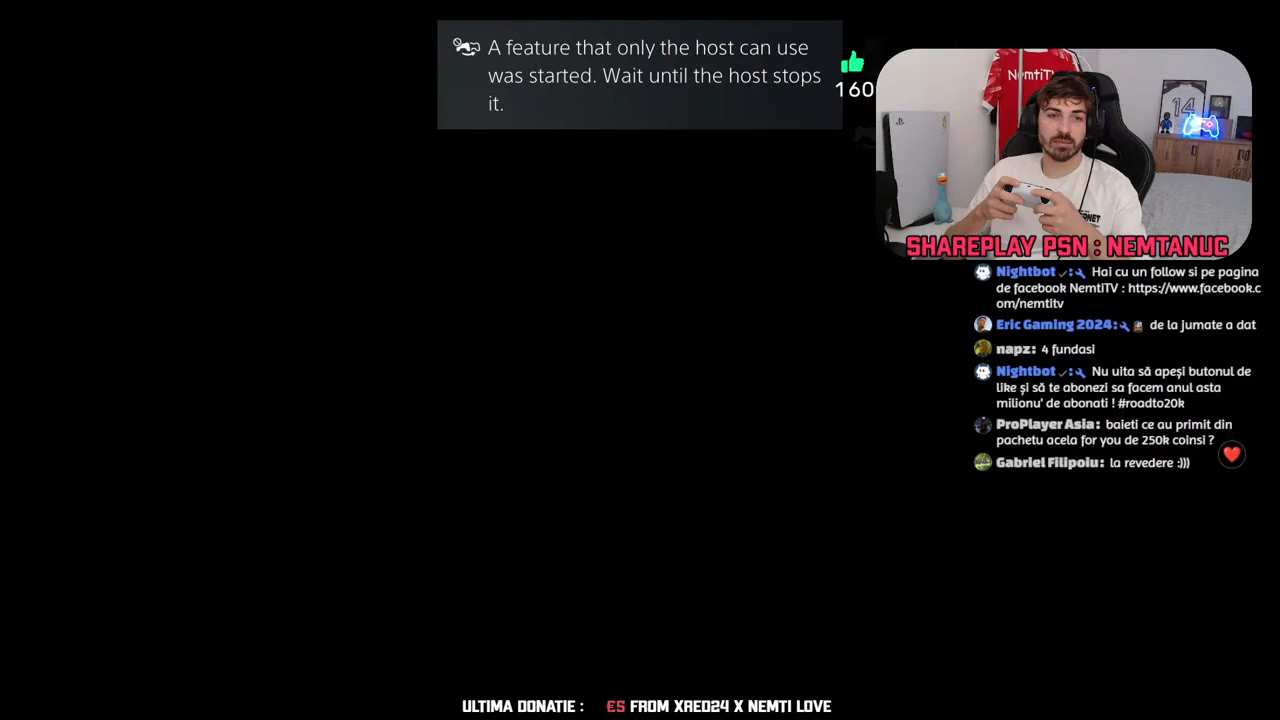 A feature that only the host can use
was started. Wait until the host stops
it.
160
NemtiTV
14
SHAREPLAY PSN : NEMTANUC
Nightbot : Hai cu un follow si pe pagina
de facebook NemtiTV : https://www.facebook.c
om/nemtitv
Eric Gaming 2024: de la jumate a dat
napz: 4 fundasi
Nightbot : Nu uita să apeși butonul de
like și să te abonezi sa facem anul asta
milionu' de abonati ! #roadto20k
ProPlayer Asia: baieti ce au primit din
pachetu acela for you de 250k coinsi ?
Gabriel Filipoiu: la revedere :)))
ULTIMA DONATIE : €5 FROM XRED24 X NEMTI LOVE